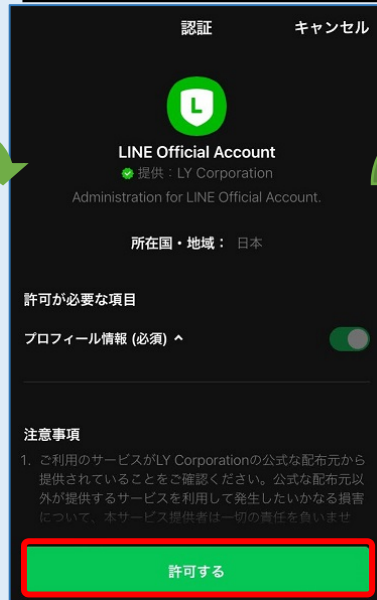 認証
キャンセル
L
LINE Official Account
提供：LY Corporation
Administration for LINE Official Account.
所在国・地域： 日本
許可が必要な項目
プロフィール情報 (必須)
注意事項
1. ご利用のサービスがLY Corporationの公式な配布元から
提供されていることをご確認ください。公式な配布元以
外が提供するサービスを利用して発生したいかなる損害
について、本サービス提供者は一切の責任を負いませ
許可する